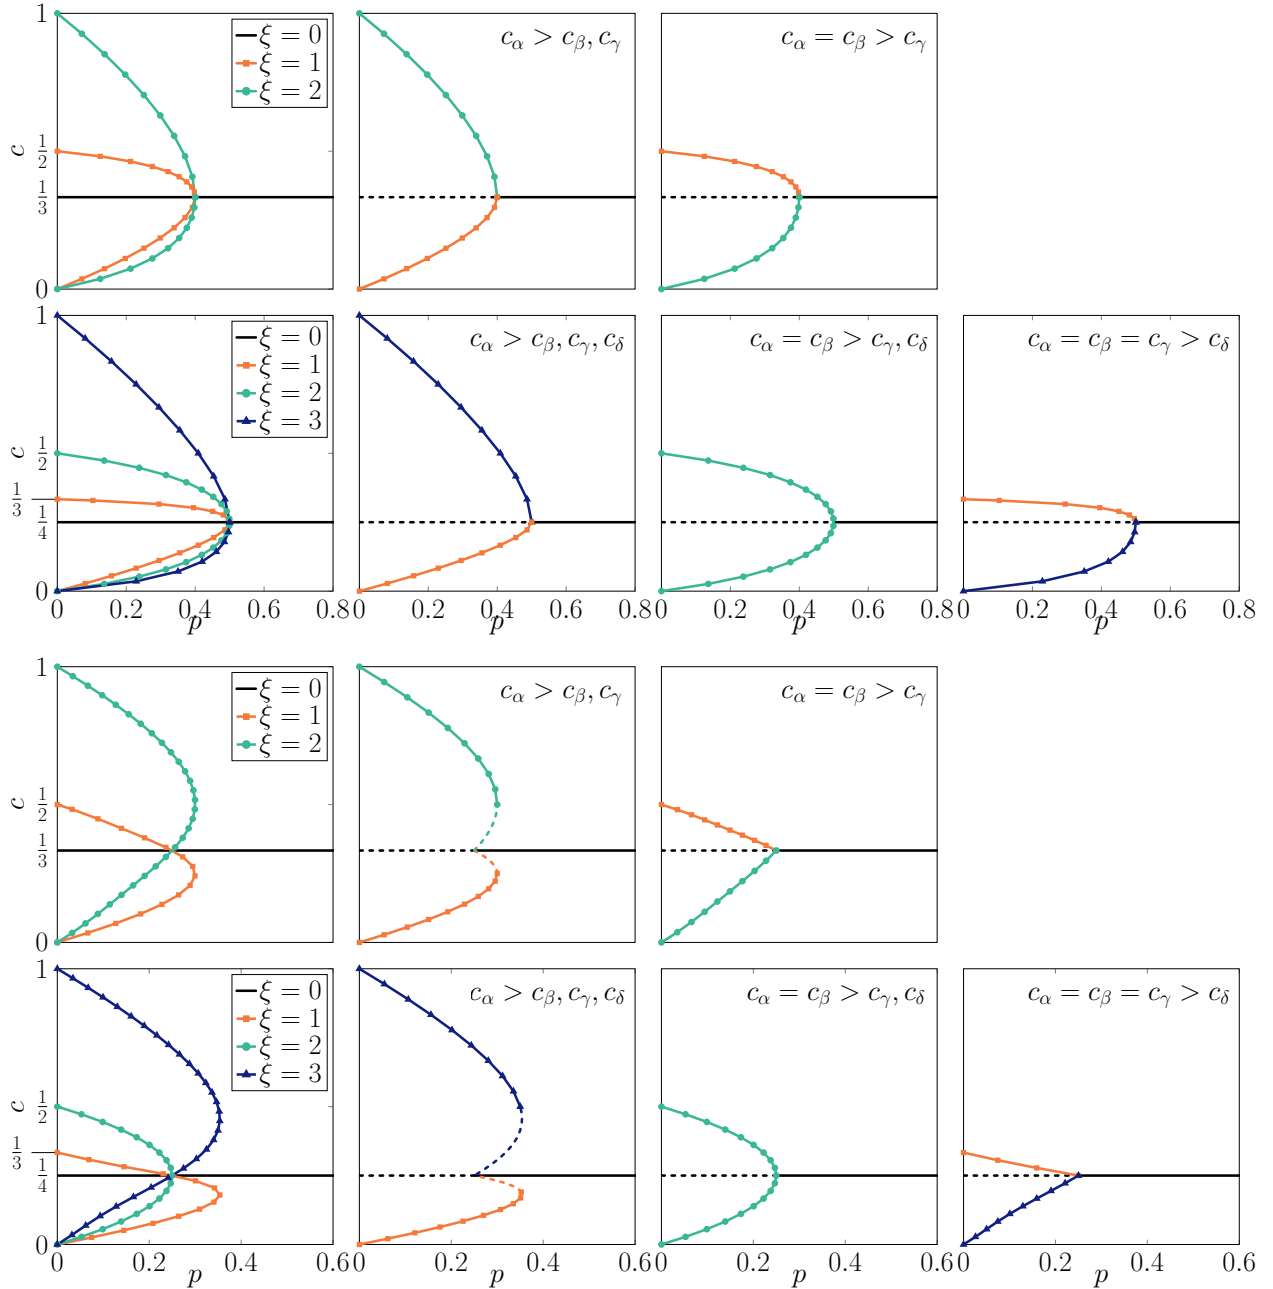 1
ξ = 0
ξ = 1
ξ = 2
c_α > c_β, c_γ
c_α = c_β > c_γ
c
1/2
1/3
0
1
ξ = 0
ξ = 1
ξ = 2
ξ = 3
c_α > c_β, c_γ, c_δ
c_α = c_β > c_γ, c_δ
c_α = c_β = c_γ > c_δ
c
1/2
1/3
1/4
0
0 0.2 0.4 0.6 0.8
0 0.2 0.4 0.6 0.8
0 0.2 0.4 0.6 0.8
0 0.2 0.4 0.6 0.8
p p p p
1
ξ = 0
ξ = 1
ξ = 2
c_α > c_β, c_γ
c_α = c_β > c_γ
c
1/2
1/3
0
1
ξ = 0
ξ = 1
ξ = 2
ξ = 3
c_α > c_β, c_γ, c_δ
c_α = c_β > c_γ, c_δ
c_α = c_β = c_γ > c_δ
c
1/2
1/3
1/4
0
0 0.2 0.4 0.6
0 0.2 0.4 0.6
0 0.2 0.4 0.6
0 0.2 0.4 0.6
p p p p